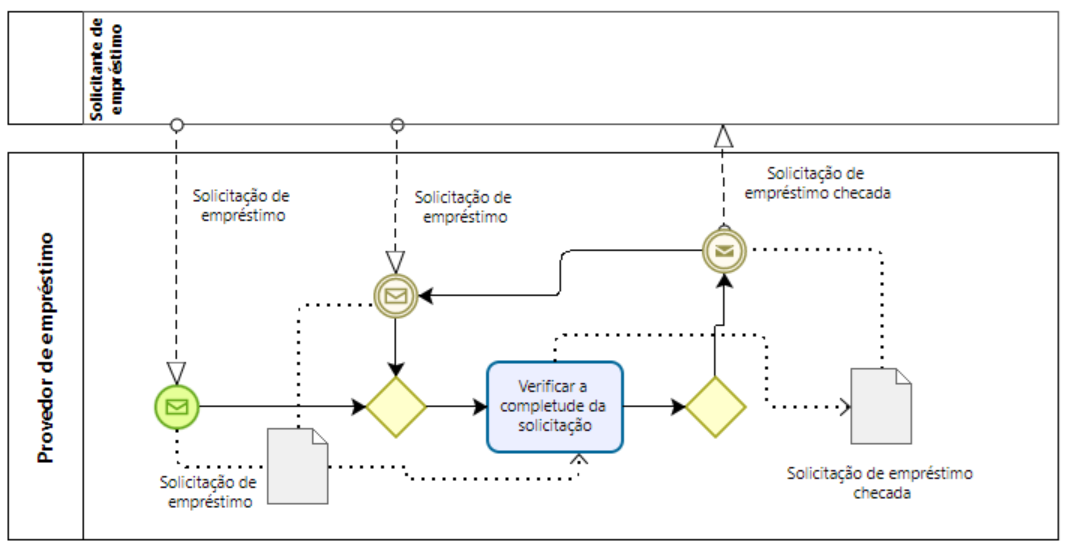 Solicitante de
empréstimo
Provedor de empréstimo
Solicitação de
empréstimo
Solicitação de
empréstimo
Solicitação de
empréstimo checada
Verificar a
completude da
solicitação
Solicitação de
empréstimo
Solicitação de empréstimo
checada